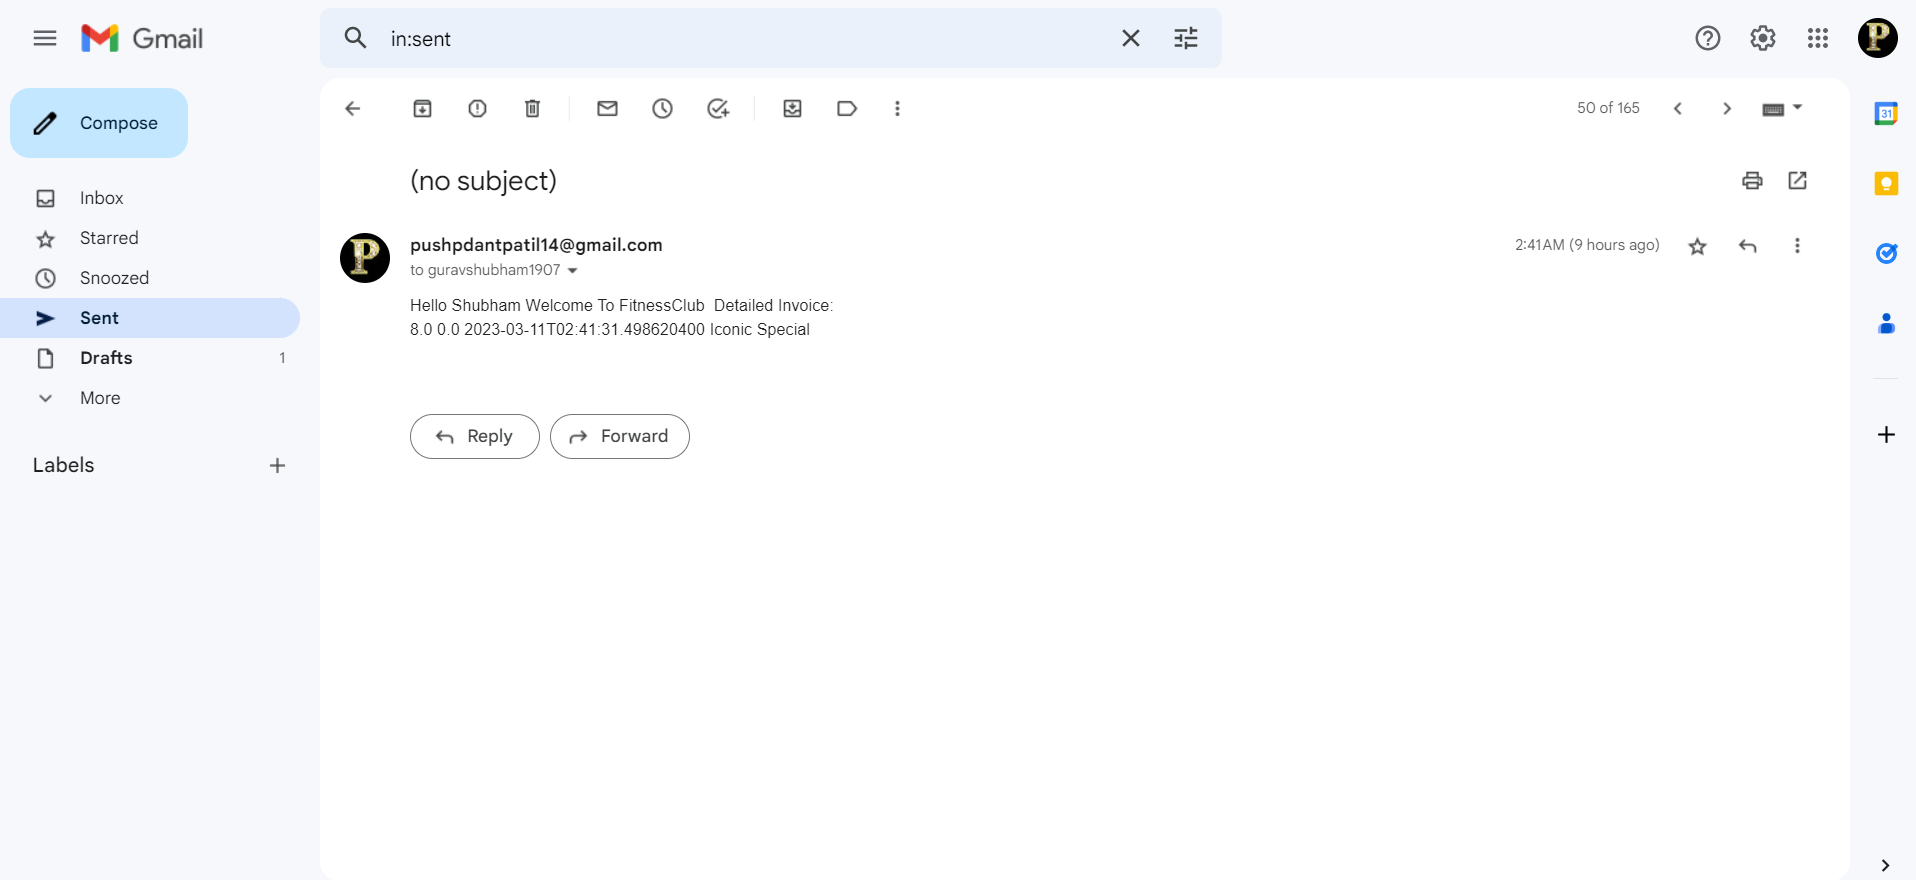 Gmail
in:sent
Compose
50 of 165
Inbox
Starred
Snoozed
Sent
Drafts 1
More
Labels
(no subject)
P
pushpdantpatil14@gmail.com
2:41AM (9 hours ago)
to guravshubham1907
Hello Shubham Welcome To FitnessClub  Detailed Invoice:
8.0 0.0 2023-03-11T02:41:31.498620400 Iconic Special
Reply
Forward
P
31